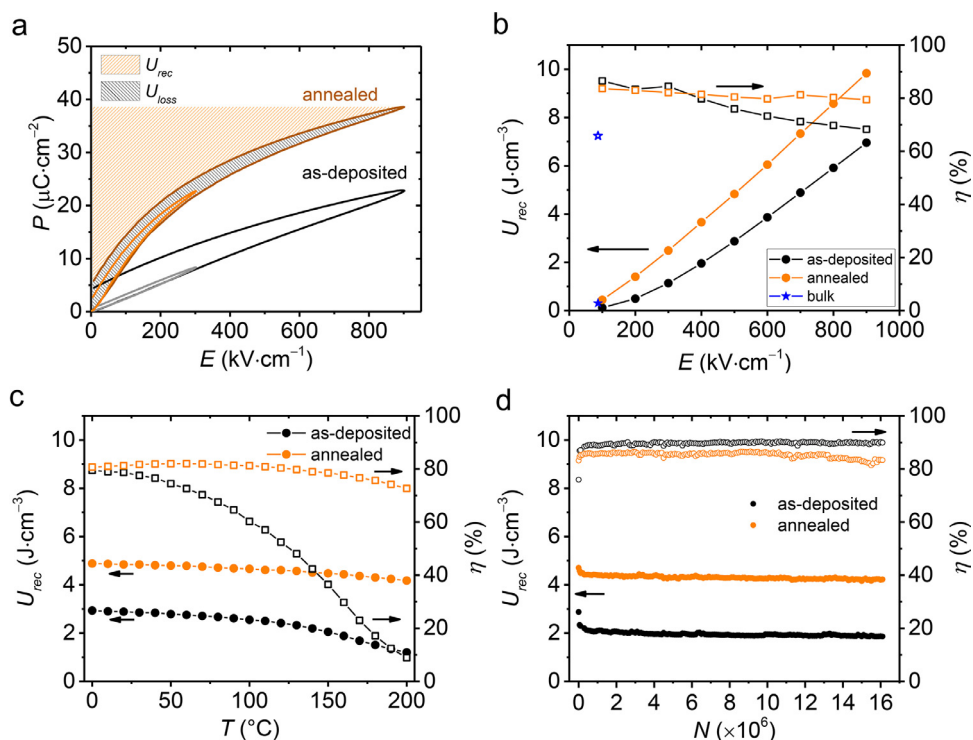 a
50
40
30
20
10
0
P (μC·cm⁻²)
U_rec
U_loss
annealed
as-deposited
0 200 400 600 800
E (kV·cm⁻¹)
b
10
8
6
4
2
0
U_rec (J·cm⁻³)
100
80
60
40
20
0
η (%)
as-deposited
annealed
bulk
0 200 400 600 800 1000
E (kV·cm⁻¹)
c
10
8
6
4
2
0
U_rec (J·cm⁻³)
as-deposited
annealed
100
80
60
40
20
0
η (%)
0 50 100 150 200
T (°C)
d
10
8
6
4
2
0
U_rec (J·cm⁻³)
as-deposited
annealed
100
80
60
40
20
0
η (%)
0 2 4 6 8 10 12 14 16
N (×10⁶)